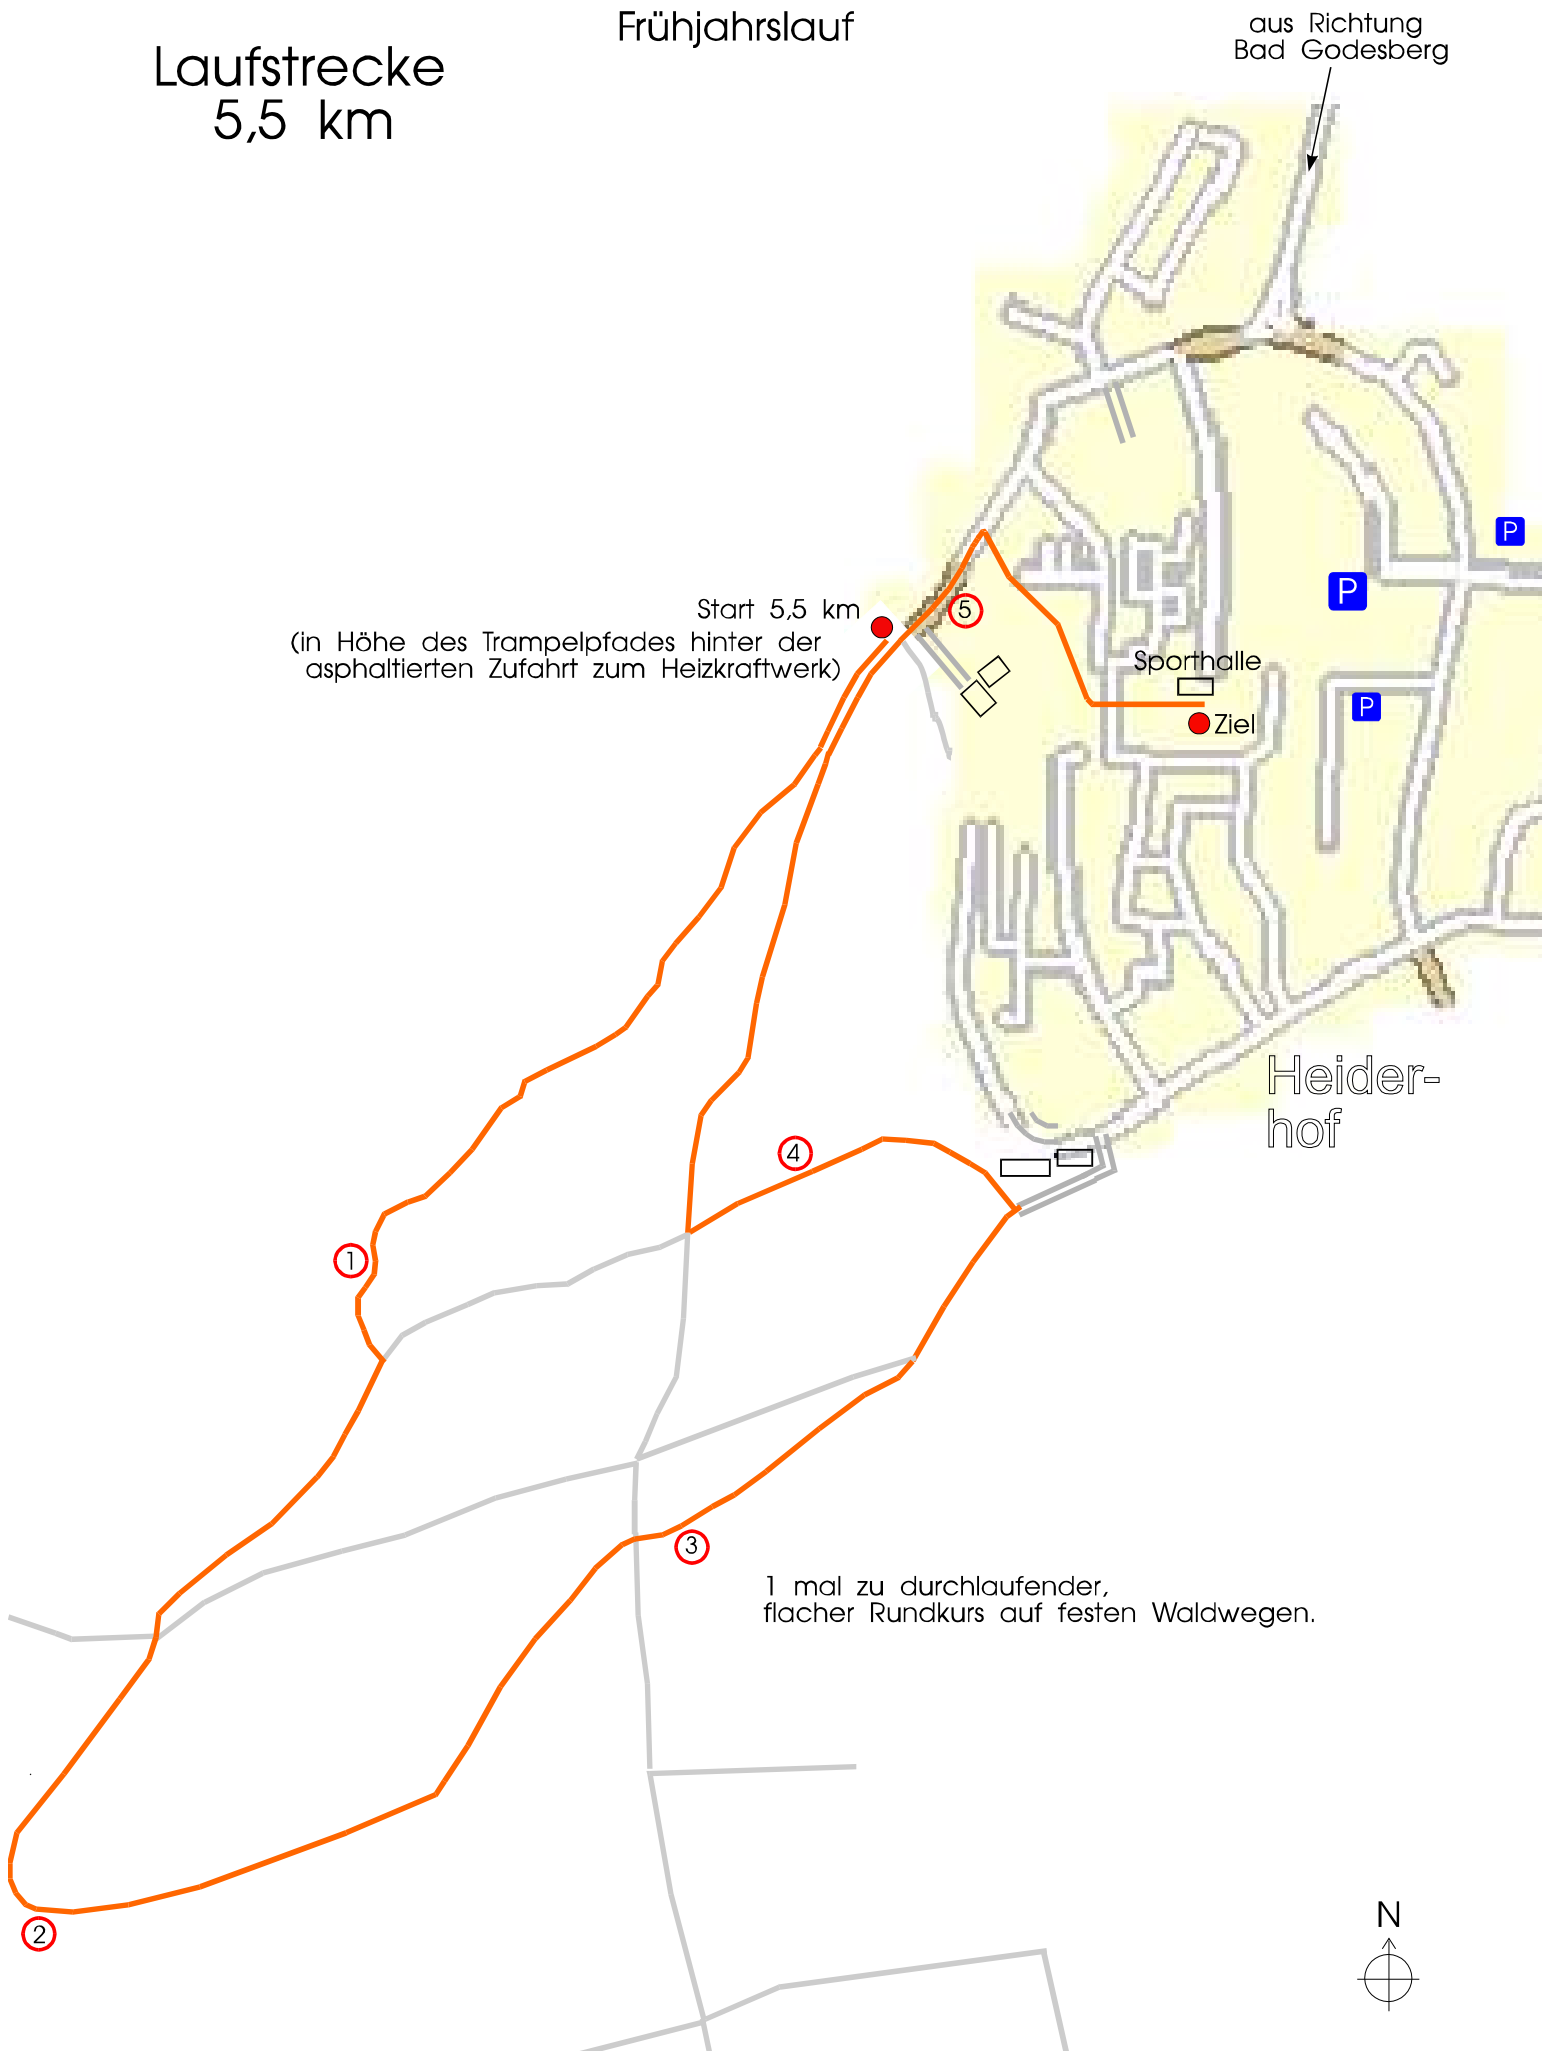 Frühjahrslauf
Laufstrecke
5,5 km
aus Richtung
Bad Godesberg
P
P
Start 5,5 km
5
(in Höhe des Trampelpfades hinter der
asphaltierten Zufahrt zum Heizkraftwerk)
Sporthalle
P
Ziel
Heider-
hof
4
1
3
1 mal zu durchlaufender,
flacher Rundkurs auf festen Waldwegen.
2
N